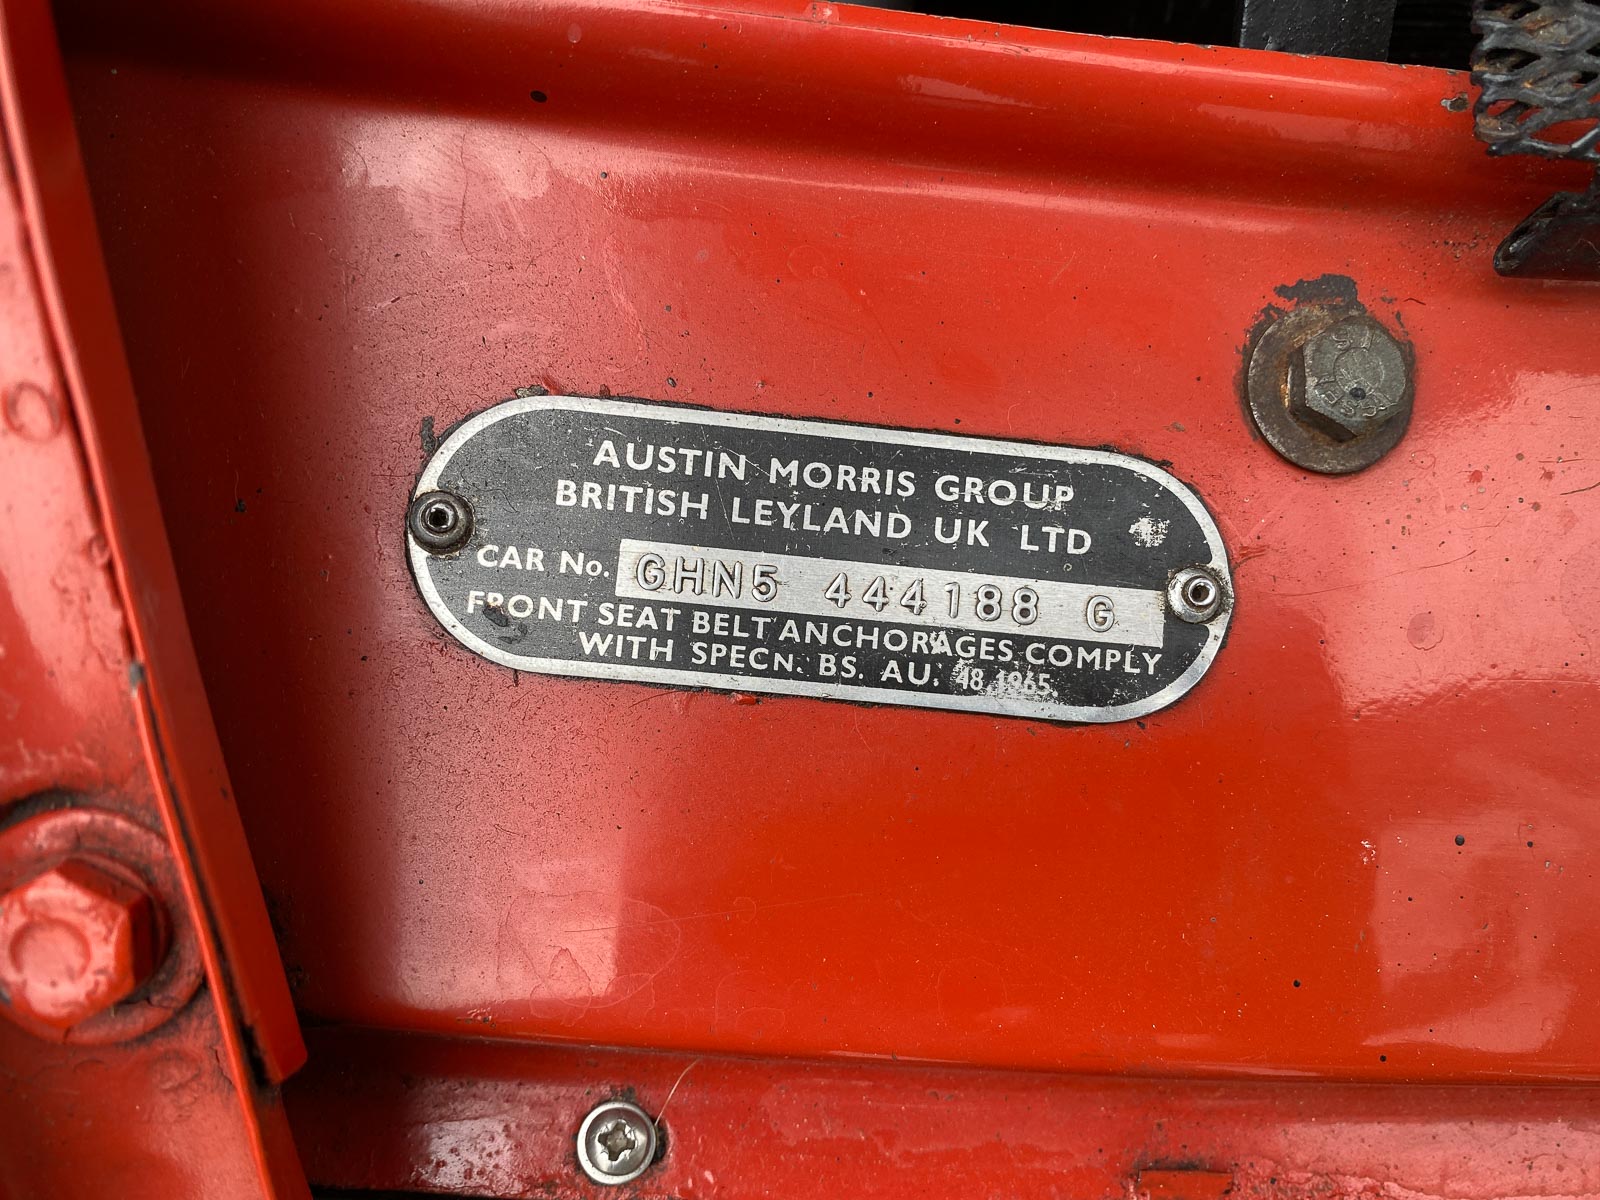 AUSTIN MORRIS GROUP
BRITISH LEYLAND UK LTD
CAR No. GHN5 444188 G
FRONT SEAT BELT ANCHORAGES COMPLY
WITH SPECN. BS. AU. 48.1965.